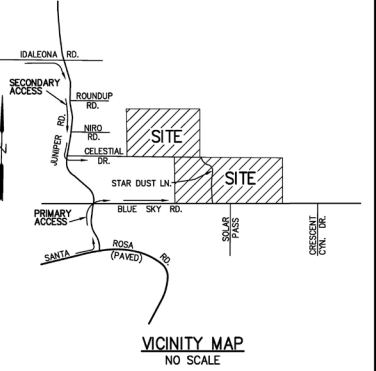 IDALEONA RD.
SECONDARY
ACCESS
ROUNDUP
RD.
JUNIPER RD.
NIRO
RD.
CELESTIAL
DR.
SITE
STAR DUST LN.
SITE
PRIMARY
ACCESS
BLUE SKY RD.
SANTA ROSA RD.
(PAVED)
SOLAR
PASS
CRESCENT
CYN. DR.
N
VICINITY MAP
NO SCALE